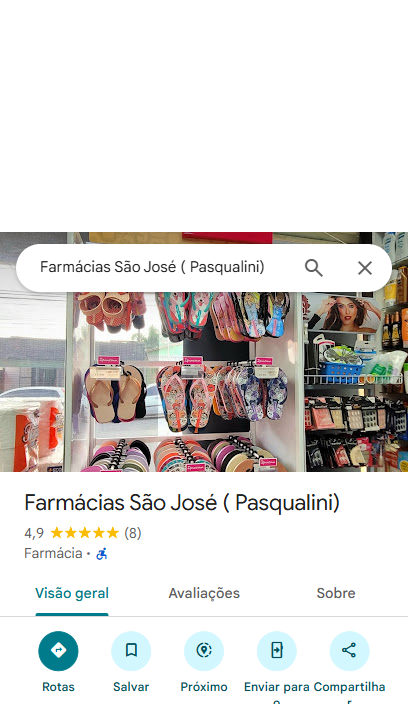 Farmácias São José ( Pasqualini)
Farmácias São José ( Pasqualini)
4,9 (8)
Farmácia ·
Visão geral
Avaliações
Sobre
Rotas
Salvar
Próximo
Enviar para o
Compartilhar